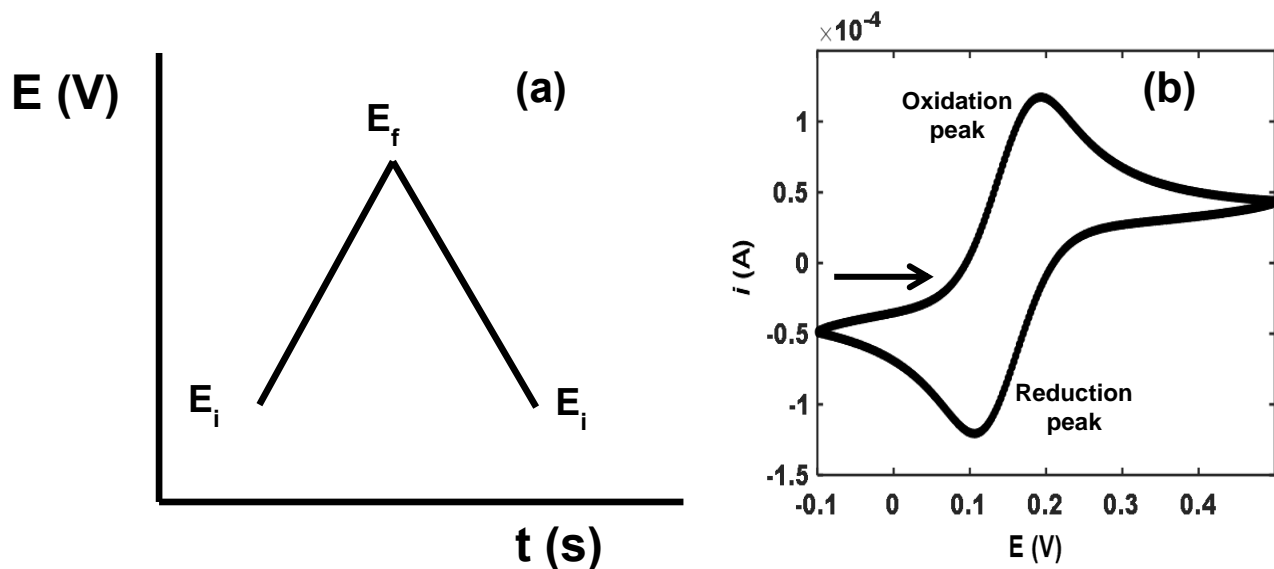 E (V)
(a)
E_f
E_i
E_i
t (s)
×10^-4
(b)
Oxidation
peak
1
0.5
0
-0.5
-1
-1.5
i (A)
Reduction
peak
-0.1 0 0.1 0.2 0.3 0.4
E (V)